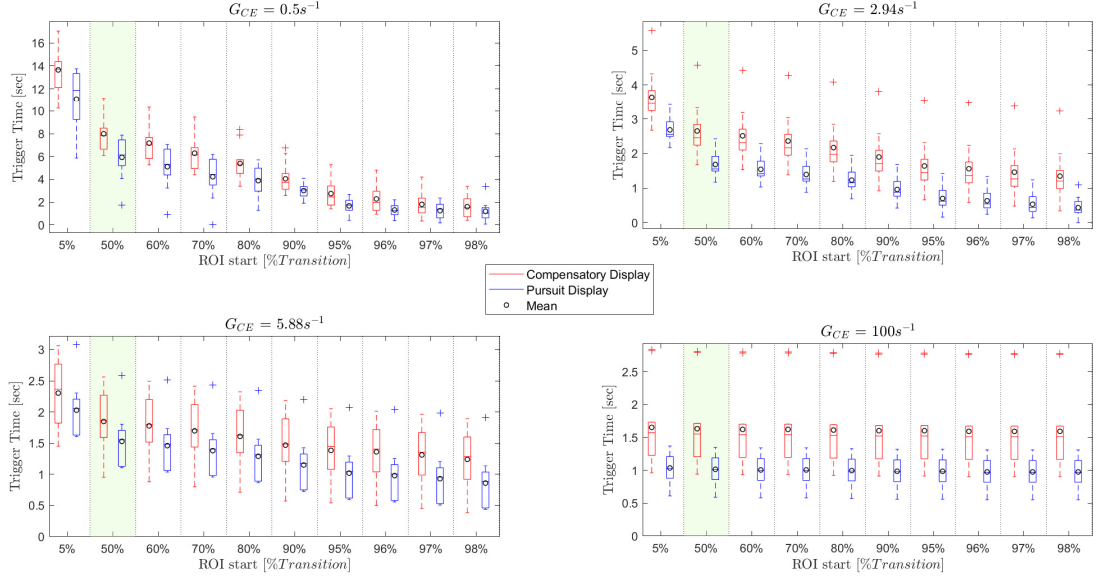 G_CE = 0.5s^-1
Trigger Time [sec]
16
14
12
10
8
6
4
2
0
5% 50% 60% 70% 80% 90% 95% 96% 97% 98%
ROI start [%Transition]
G_CE = 2.94s^-1
Trigger Time [sec]
5
4
3
2
1
0
5% 50% 60% 70% 80% 90% 95% 96% 97% 98%
ROI start [%Transition]
Compensatory Display
Pursuit Display
Mean
G_CE = 5.88s^-1
Trigger Time [sec]
3
2.5
2
1.5
1
0.5
0
5% 50% 60% 70% 80% 90% 95% 96% 97% 98%
ROI start [%Transition]
G_CE = 100s^-1
Trigger Time [sec]
2.5
2
1.5
1
0.5
0
5% 50% 60% 70% 80% 90% 95% 96% 97% 98%
ROI start [%Transition]